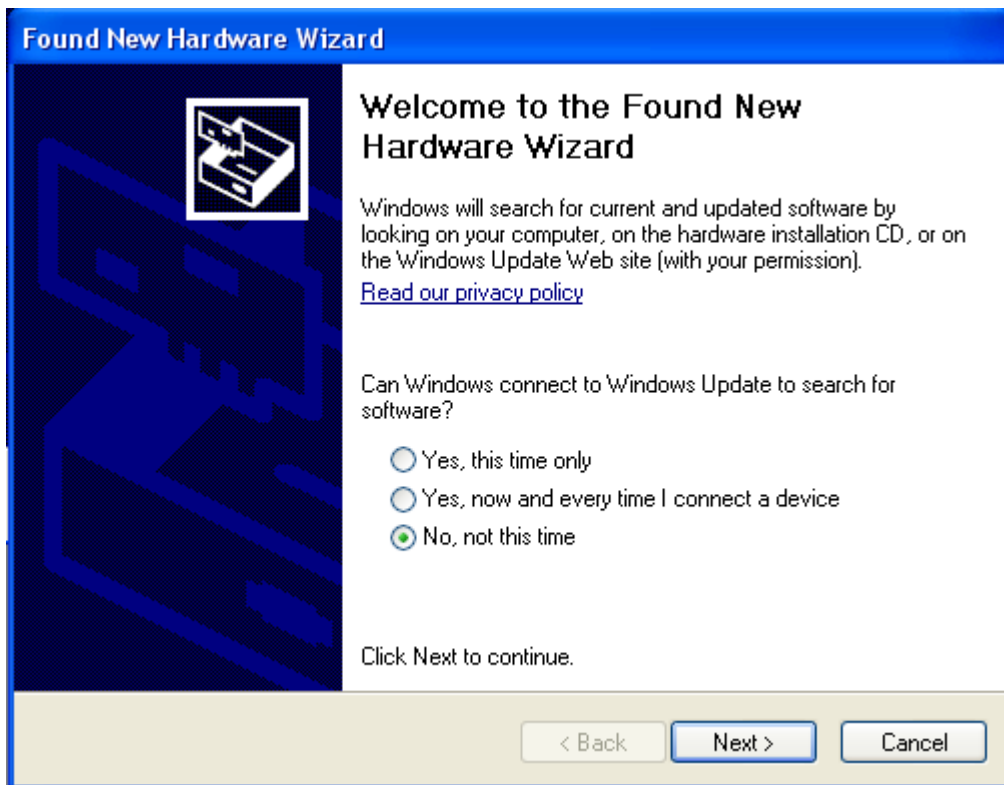 Found New Hardware Wizard
Welcome to the Found New
Hardware Wizard
Windows will search for current and updated software by
looking on your computer, on the hardware installation CD, or on
the Windows Update Web site (with your permission).
Read our privacy policy
Can Windows connect to Windows Update to search for
software?
Yes, this time only
Yes, now and every time I connect a device
No, not this time
Click Next to continue.
< Back Next > Cancel